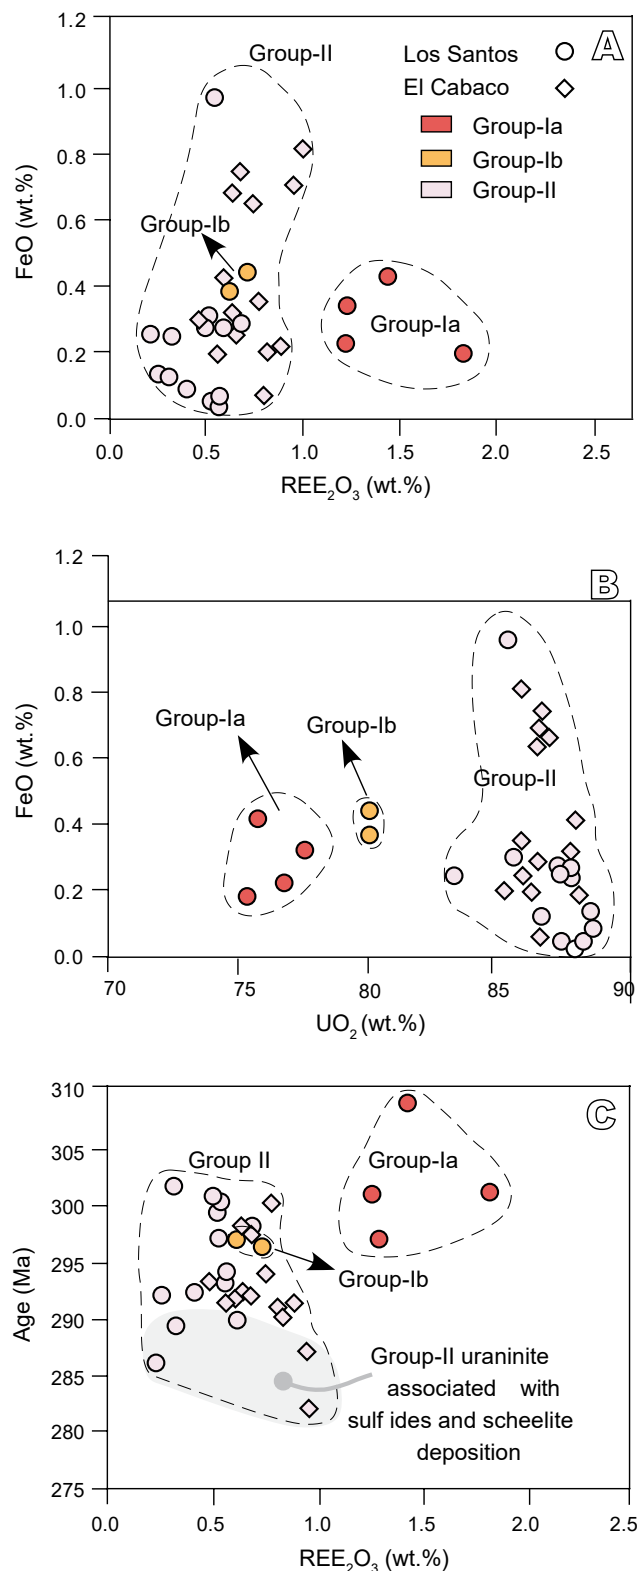 1.2
1.0
0.8
0.6
0.4
0.2
0.0
FeO (wt.%)
Group-II
Los Santos
El Cabaco
A
Group-Ia
Group-Ib
Group-II
Group-Ib
Group-Ia
0.0 0.5 1.0 1.5 2.0 2.5
REE₂O₃ (wt.%)
1.2
1.0
0.8
0.6
0.4
0.2
0.0
FeO (wt.%)
B
Group-Ia
Group-Ib
Group-II
70 75 80 85 90
UO₂ (wt.%)
310
305
300
295
290
285
280
275
Age (Ma)
C
Group II
Group-Ia
Group-Ib
Group-II uraninite
associated with
sulf ides and scheelite
deposition
0.0 0.5 1.0 1.5 2.0 2.5
REE₂O₃ (wt.%)